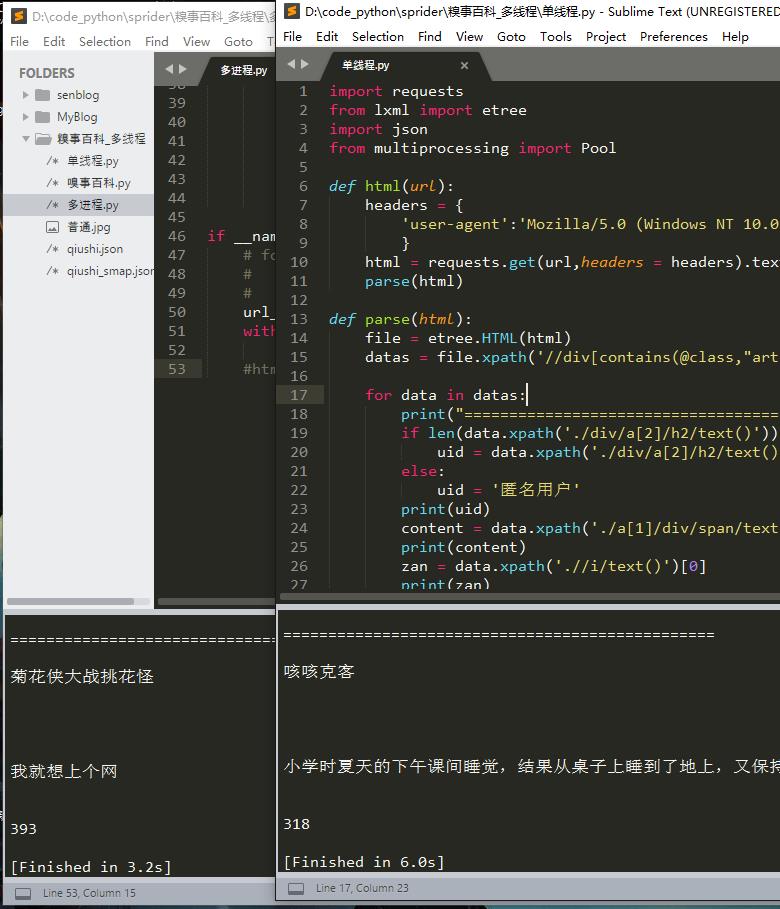 D:\code_python\sprider\糗事百科_多线程\多
File Edit Selection Find View Goto T
FOLDERS
senblog
MyBlog
糗事百科_多线程
/* 单线程.py
/* 嗅事百科.py
/* 多进程.py
普通.jpg
/* qiushi.json
/* qiushi_smap.json
多进程.py
38
39
40
41
42
43
44
45
46 if __nam
47 # fo
48 #
49 #
50 url_
51 with
52
53 #htm
===============================
菊花侠大战挑花怪
我就想上个网
393
[Finished in 3.2s]
Line 53, Column 15
D:\code_python\sprider\糗事百科_多线程\单线程.py - Sublime Text (UNREGISTERED
File Edit Selection Find View Goto Tools Project Preferences Help
单线程.py ×
1 import requests
2 from lxml import etree
3 import json
4 from multiprocessing import Pool
5
6 def html(url):
7 headers = {
8 'user-agent':'Mozilla/5.0 (Windows NT 10.0
9 }
10 html = requests.get(url,headers = headers).tex
11 parse(html)
12
13 def parse(html):
14 file = etree.HTML(html)
15 datas = file.xpath('//div[contains(@class,"art
16
17 for data in datas:
18 print("===================================
19 if len(data.xpath('./div/a[2]/h2/text()'))
20 uid = data.xpath('./div/a[2]/h2/text()
21 else:
22 uid = '匿名用户'
23 print(uid)
24 content = data.xpath('./a[1]/div/span/text
25 print(content)
26 zan = data.xpath('.//i/text()')[0]
27 print(zan)
================================================
咳咳克客
小学时夏天的下午课间睡觉，结果从桌子上睡到了地上，又保持
318
[Finished in 6.0s]
Line 17, Column 23